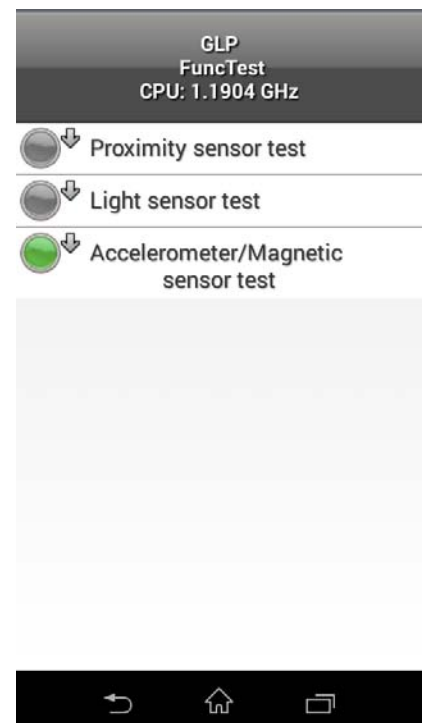 GLP
FuncTest
CPU: 1.1904 GHz
Proximity sensor test
Light sensor test
Accelerometer/Magnetic
sensor test